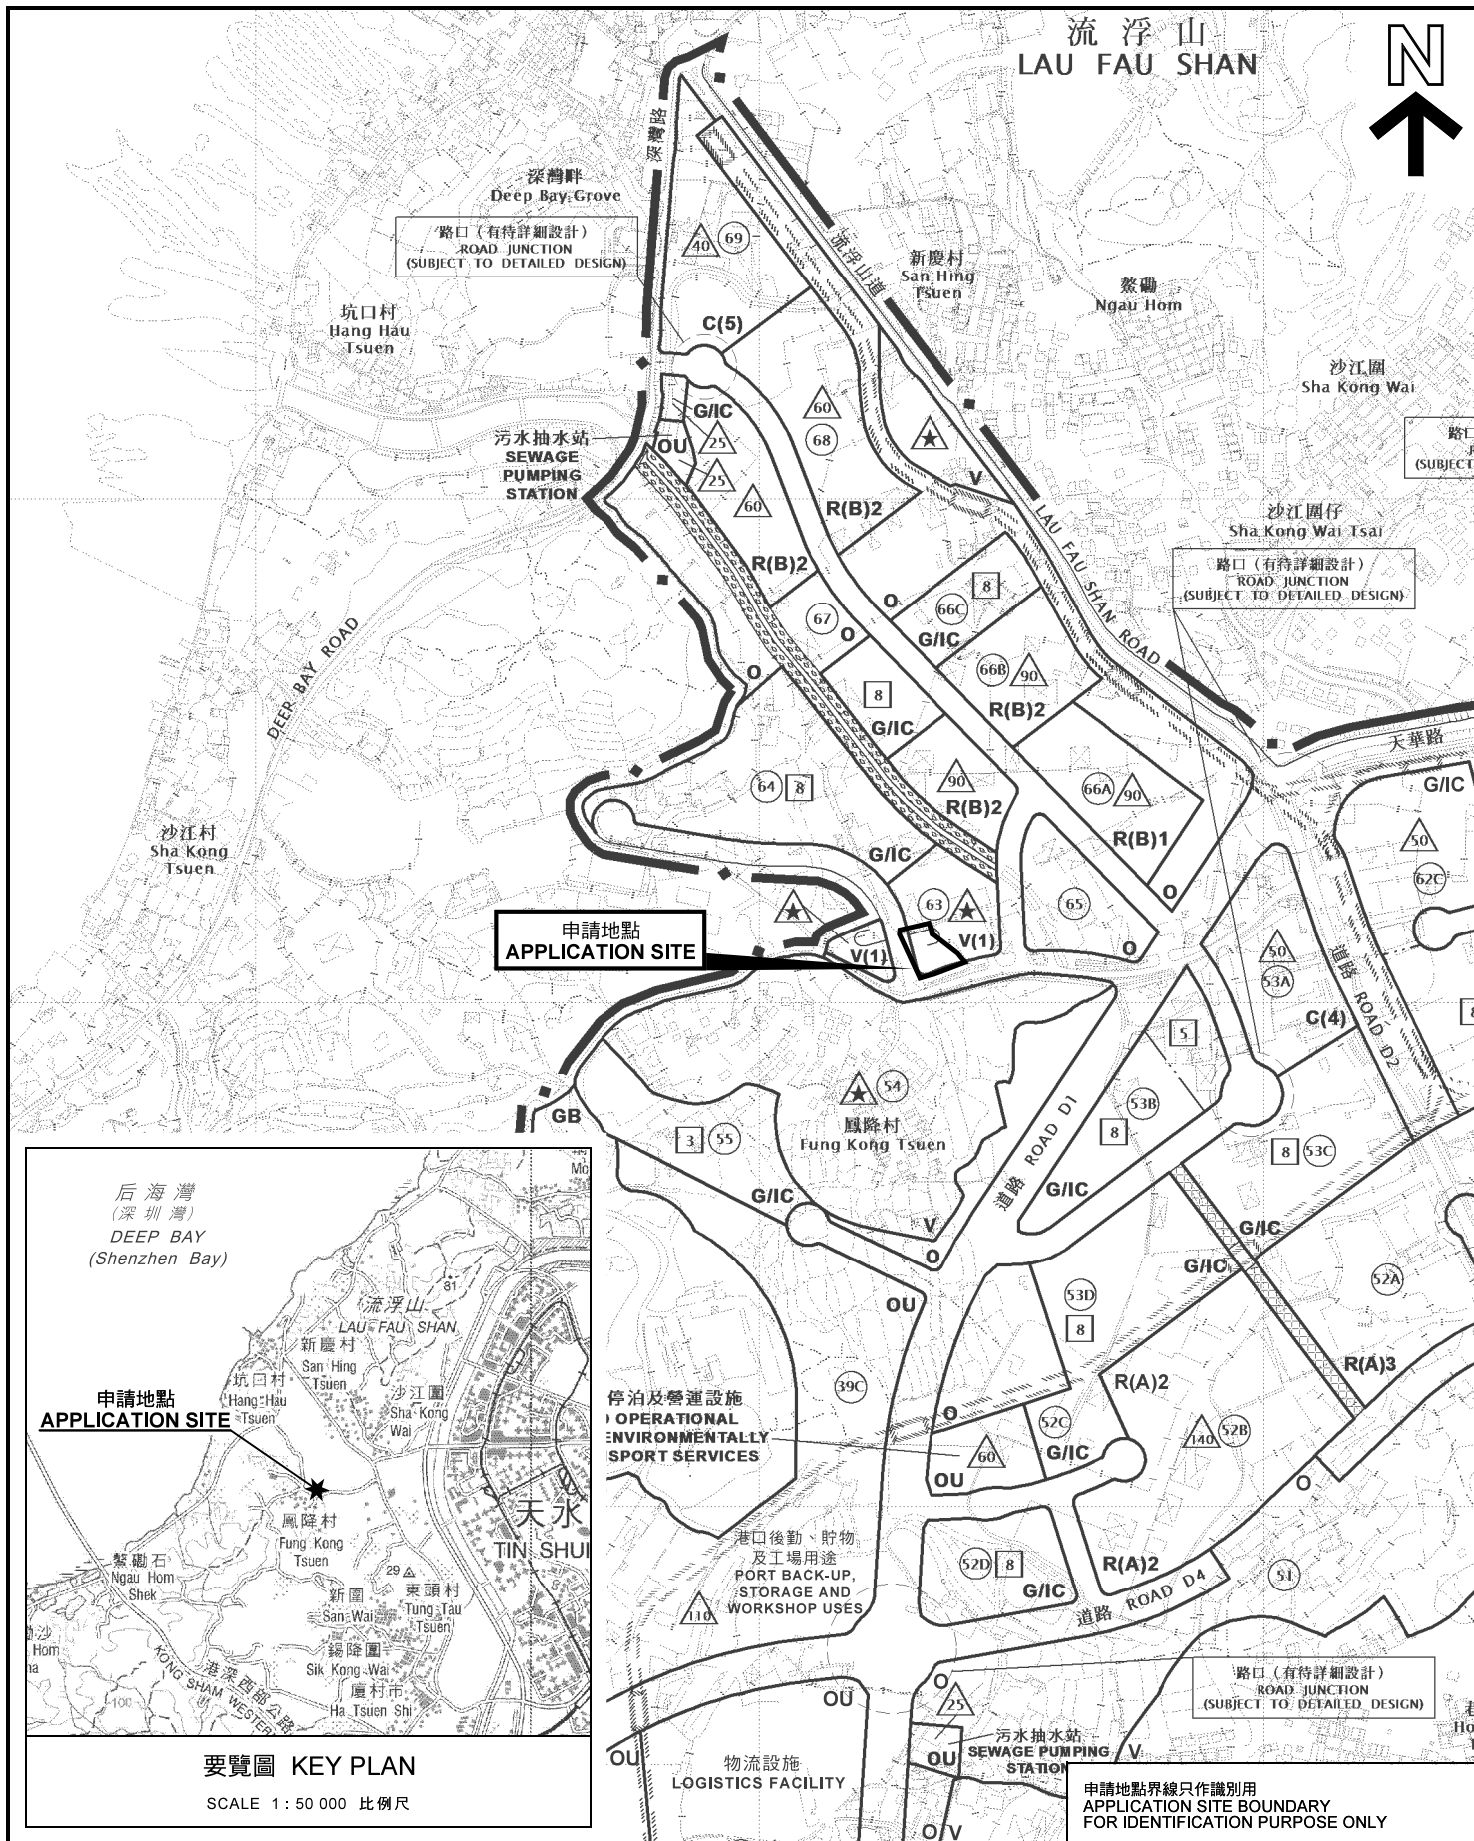 流 浮 山
LAU FAU SHAN
N
深灣路
深灣畔
Deep Bay Grove
路口（有待詳細設計）
ROAD JUNCTION
(SUBJECT TO DETAILED DESIGN)
40
69
流浮山道
新慶村
San Hing
Tsuen
鰲磡
Ngau Hom
坑口村
Hang Hau
Tsuen
C(5)
沙江圍
Sha Kong Wai
G/IC
60
68
污水抽水站
SEWAGE
PUMPING
STATION
OU
25
25
60
V
(SUBJECT
R(B)2
LAU FAU SHAN ROAD
沙江圍仔
Sha Kong Wai Tsai
路口（有待詳細設計）
ROAD JUNCTION
(SUBJECT TO DETAILED DESIGN)
R(B)2
8
O
66C
67
O
G/IC
DEEP BAY ROAD
O
66B
90
8
R(B)2
G/IC
天華路
G/IC
64
8
90
66A
90
R(B)2
沙江村
Sha Kong
Tsuen
R(B)1
50
G/IC
62C
O
63
65
申請地點
APPLICATION SITE
V(1)
V(1)
O
50
53A
道路 ROAD D2
C(4)
5
54
53B
GB
鳳降村
Fung Kong Tsuen
道路 ROAD D1
3
55
8
8
53C
G/IC
G/IC
V
O
G/IC
G/IC
OU
53D
8
52A
39C
R(A)3
R(A)2
停泊及營運設施
OPERATIONAL
ENVIRONMENTALLY
SPORT SERVICES
O
52C
G/IC
60
OU
140
52B
O
港口後勤、貯物
及工場用途
PORT BACK-UP,
STORAGE AND
WORKSHOP USES
110
52D
8
G/IC
R(A)2
51
道路 ROAD D4
路口（有待詳細設計）
ROAD JUNCTION
(SUBJECT TO DETAILED DESIGN)
O
25
OU
OU
OU
污水抽水站
SEWAGE PUMPING
STATION
V
物流設施
LOGISTICS FACILITY
O/V
后 海 灣
(深 圳 灣)
DEEP BAY
(Shenzhen Bay)
81
流浮山
LAU FAU SHAN
新慶村
San Hing
Tsuen
坑口村
Hang Hau
Tsuen
沙江圍
Sha Kong
Wai
申請地點
APPLICATION SITE
天水
TIN SHUI
鳳降村
Fung Kong
Tsuen
鰲磡石
Ngau Hom
Shek
29
東頭村
Tung Tau
Tsuen
新圍
San Wai
錫降圍
Sik Kong Wai
廈村市
Ha Tsuen Shi
港深西部公路
KONG SHAM WESTERN
100
要覽圖 KEY PLAN
SCALE 1 : 50 000 比例尺
申請地點界線只作識別用
APPLICATION SITE BOUNDARY
FOR IDENTIFICATION PURPOSE ONLY